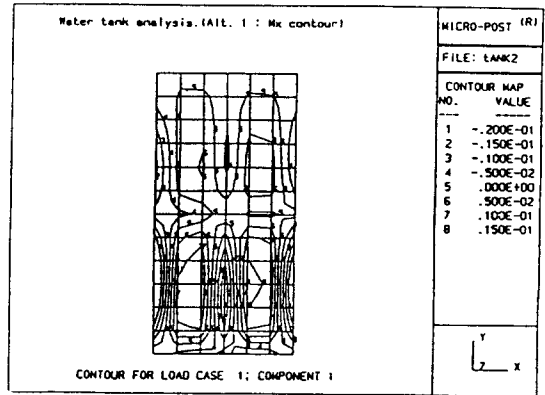 Water tank analysis.(Alt. 1 : Mx contour)
MICRO-POST (R)
FILE: tANK2
CONTOUR MAP
NO. VALUE
1 -.200E-01
2 -.150E-01
3 -.100E-01
4 -.500E-02
5 .000E+00
6 .500E-02
7 .100E-01
8 .150E-01
Y
Z X
CONTOUR FOR LOAD CASE 1; COMPONENT 1